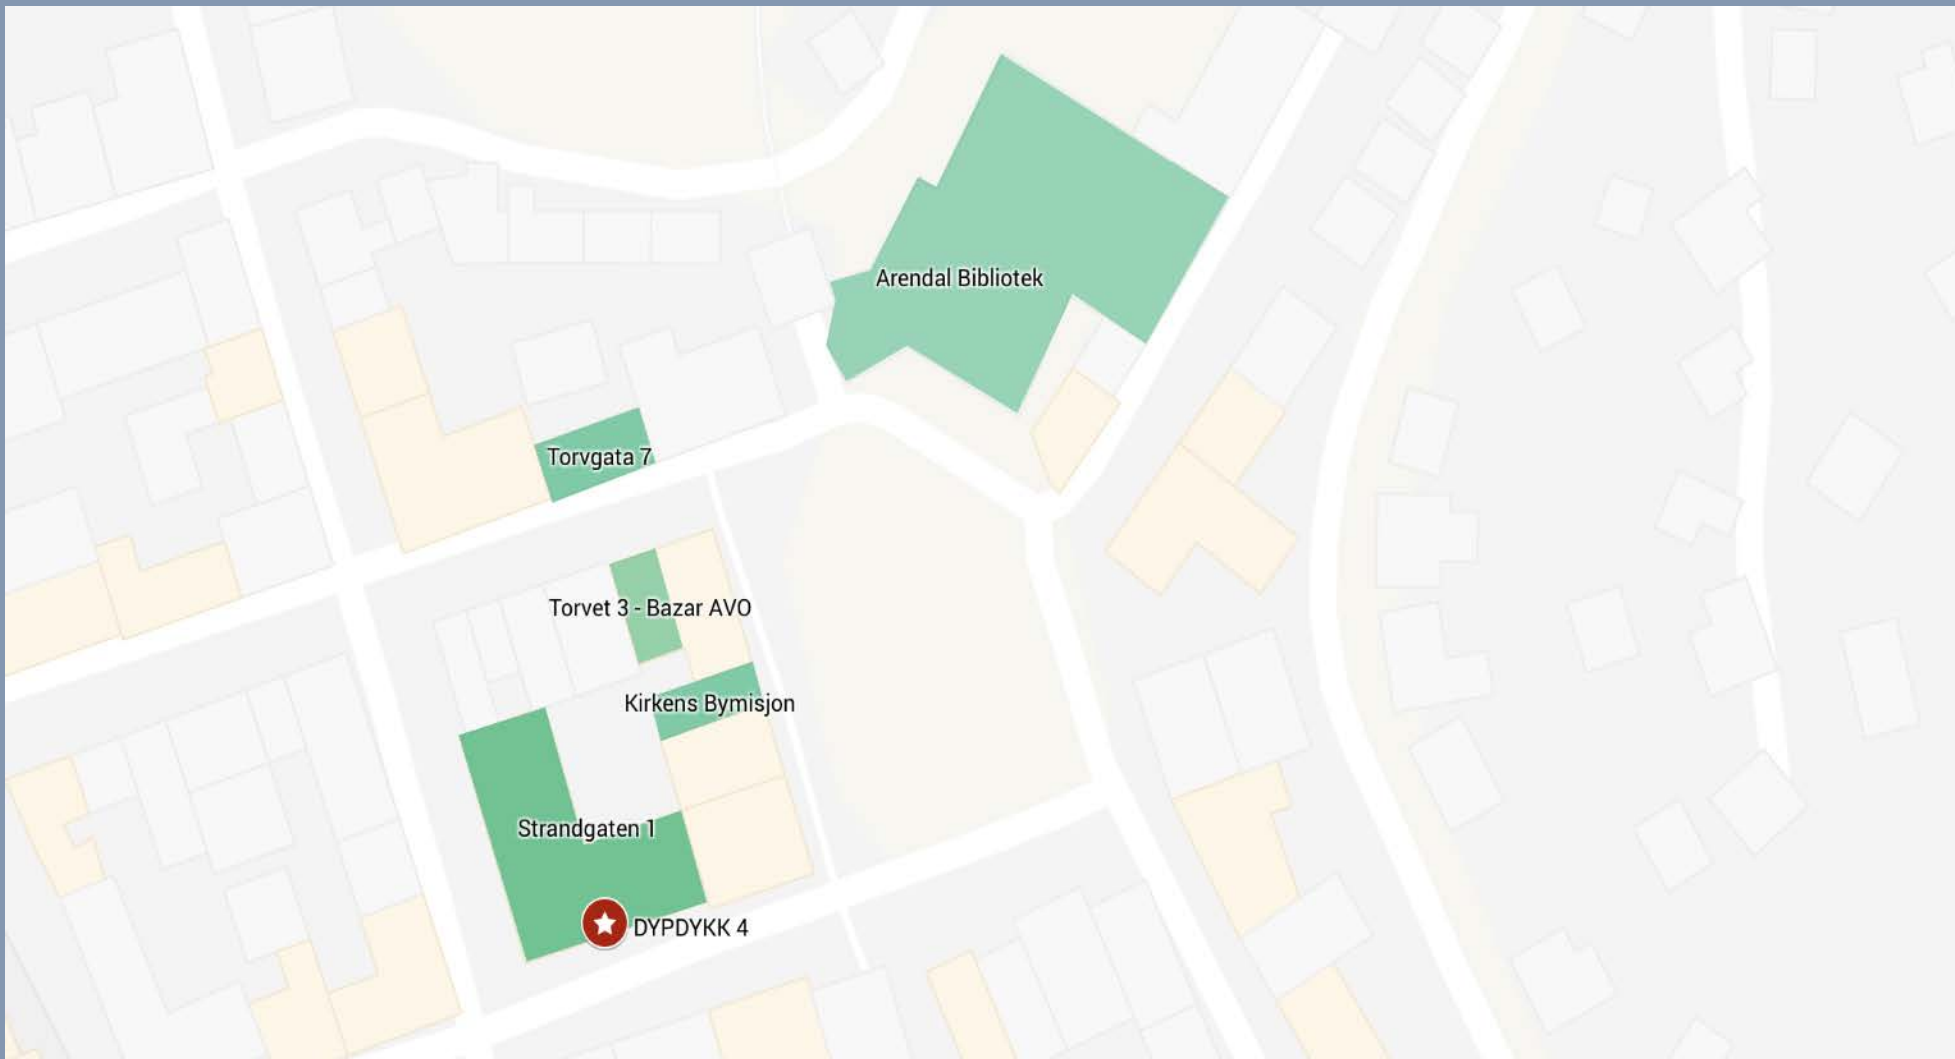 Arendal Bibliotek
Torvgata 7
Torvet 3 - Bazar AVO
Kirkens Bymisjon
Strandgaten 1
DYPDYKK 4